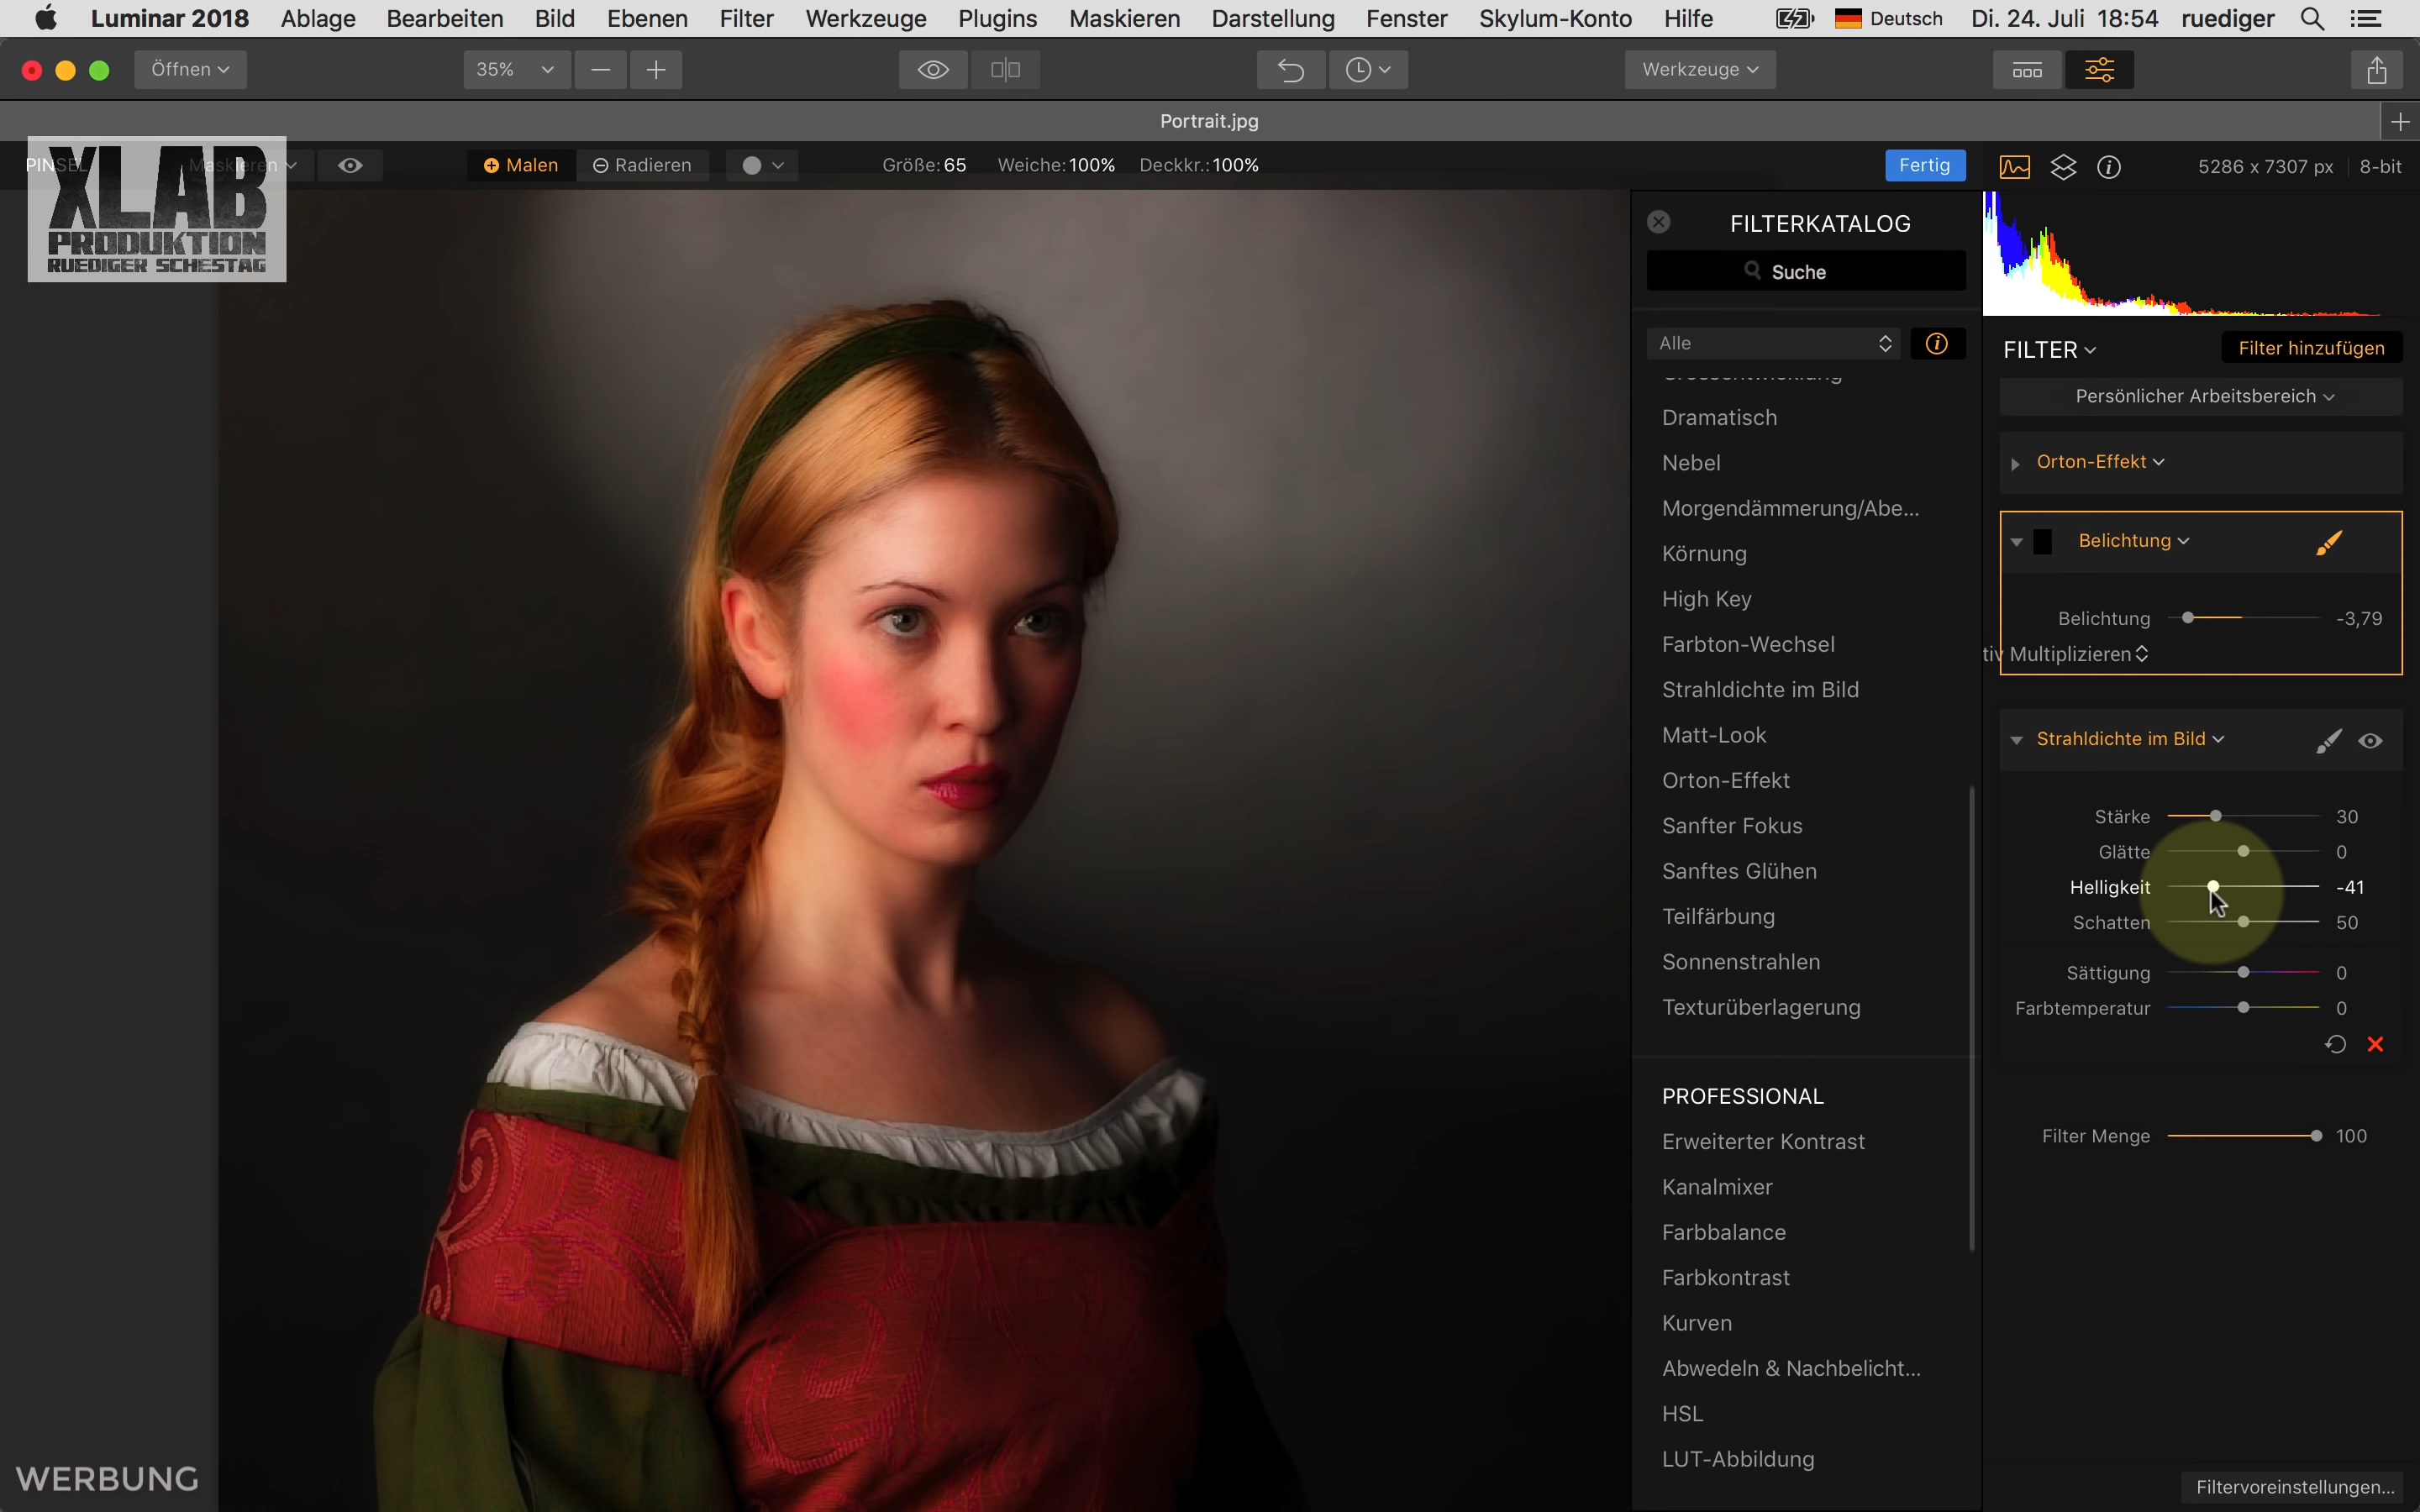 Luminar 2018 Ablage Bearbeiten Bild Ebenen Filter Werkzeuge Plugins Maskieren Darstellung Fenster Skylum-Konto Hilfe Deutsch Di. 24. Juli 18:54 ruediger
Öffnen 35% Werkzeuge
Portrait.jpg
PINSEL Maskieren Malen Radieren Größe: 65 Weiche: 100% Deckkr.: 100% Fertig 5286 x 7307 px 8-bit
XLAB
PRODUKTION
RUEDIGER SCHESTAG
FILTERKATALOG
Suche
Alle
Dramatisch
Nebel
Morgendämmerung/Abe...
Körnung
High Key
Farbton-Wechsel
Strahldichte im Bild
Matt-Look
Orton-Effekt
Sanfter Fokus
Sanftes Glühen
Teilfärbung
Sonnenstrahlen
Texturüberlagerung
PROFESSIONAL
Erweiterter Kontrast
Kanalmixer
Farbbalance
Farbkontrast
Kurven
Abwedeln & Nachbelicht...
HSL
LUT-Abbildung
FILTER Filter hinzufügen
Persönlicher Arbeitsbereich
Orton-Effekt
Belichtung
Belichtung -3,79
tiv Multiplizieren
Strahldichte im Bild
Stärke 30
Glätte 0
Helligkeit -41
Schatten 50
Sättigung 0
Farbtemperatur 0
Filter Menge 100
Filtervoreinstellungen...
WERBUNG